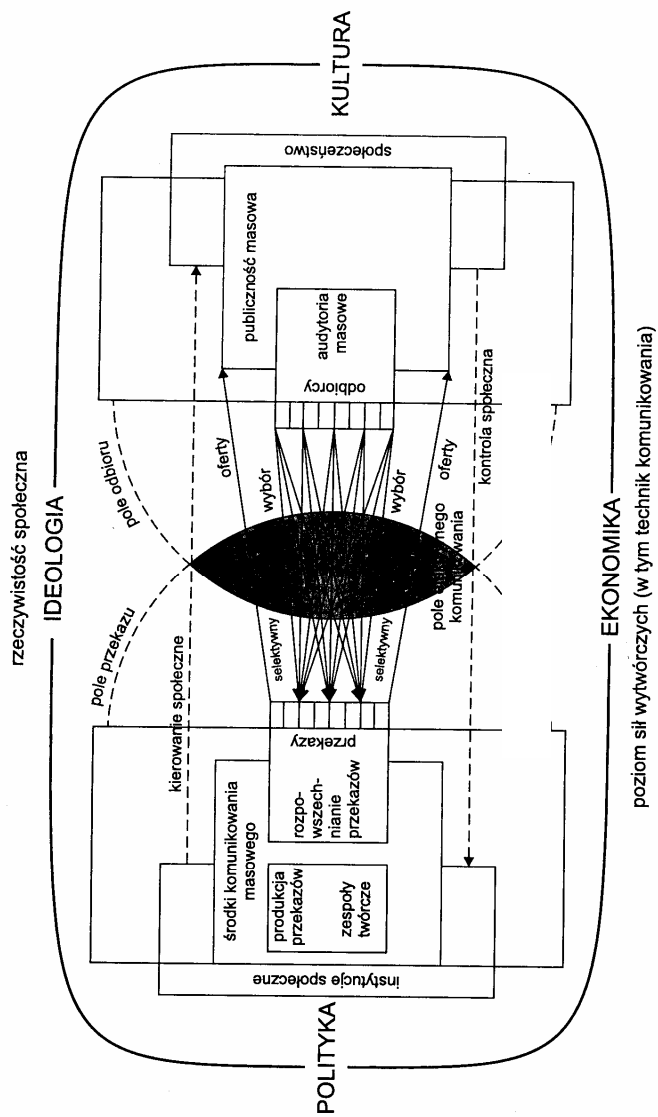 rzeczywistość społeczna
IDEOLOGIA
KULTURA
POLITYKA
EKONOMIKA
poziom sił wytwórczych (w tym technik komunikowania)
pole przekazu
pole odbioru
kierowanie społeczne
instytucje społeczne
środki komunikowania
masowego
produkcja
przekazów
zespoły
twórcze
rozpo-
wszech-
nianie
przekazów
przekazy
selektywny
selektywny
oferty
wybór
wybór
oferty
pole
komunikowania
odbiorcy
audytoria
masowe
publiczność masowa
społeczeństwo
kontrola społeczna